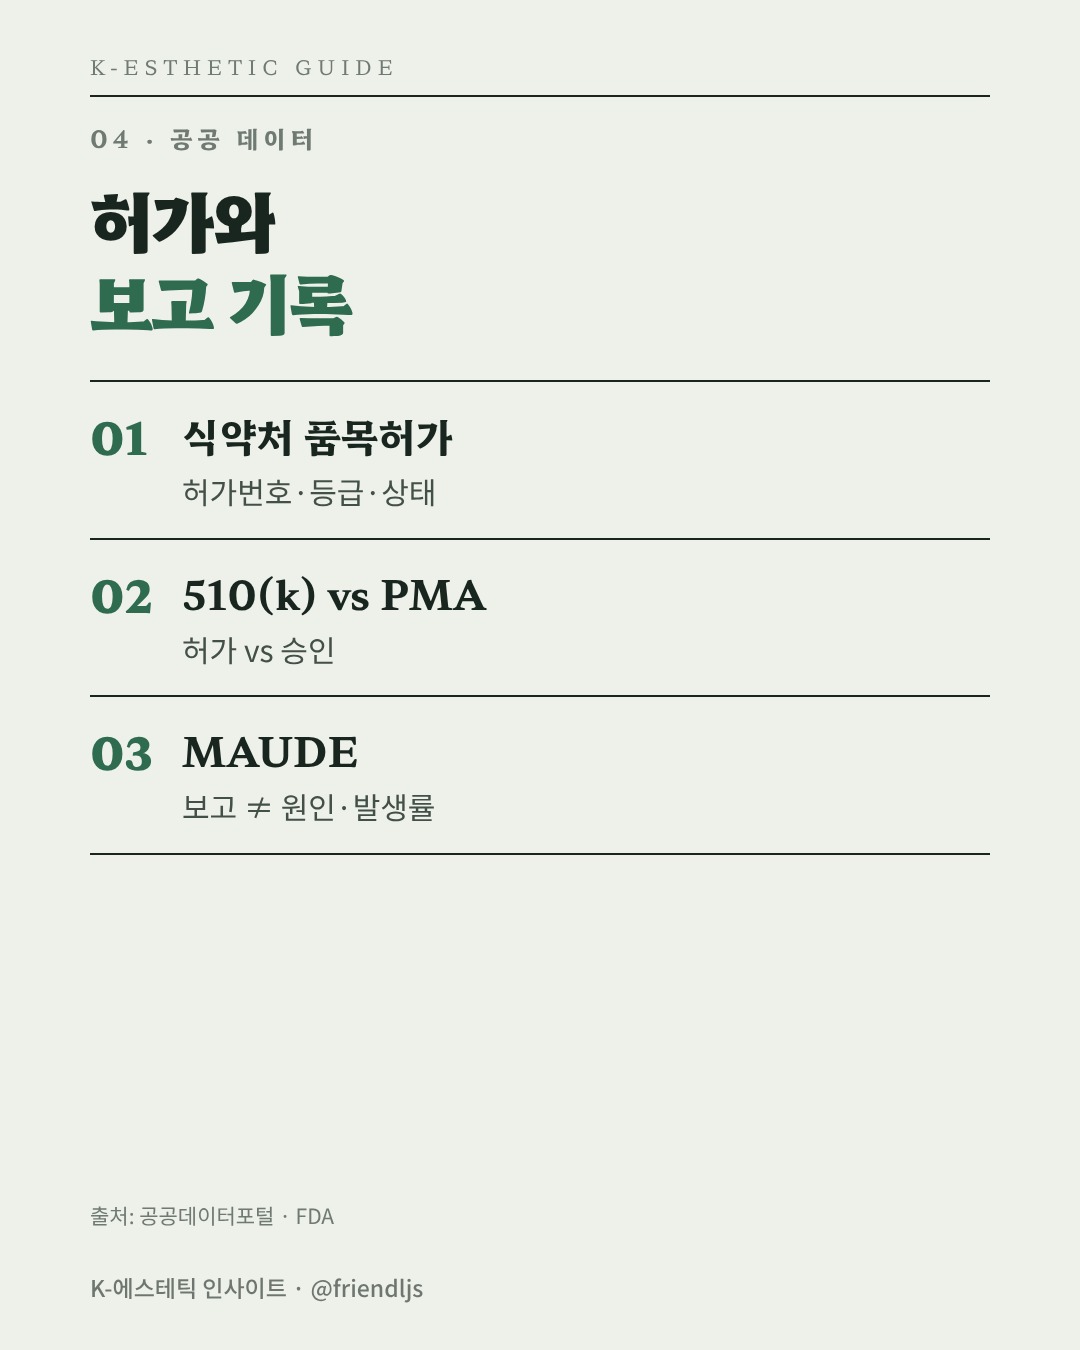 K-ESTHETIC GUIDE
04 · 공공 데이터
허가와
보고 기록
01 식약처 품목허가
허가번호·등급·상태
02 510(k) vs PMA
허가 vs 승인
03 MAUDE
보고 ≠ 원인·발생률
출처: 공공데이터포털 · FDA
K-에스테틱 인사이트 · @friendljs